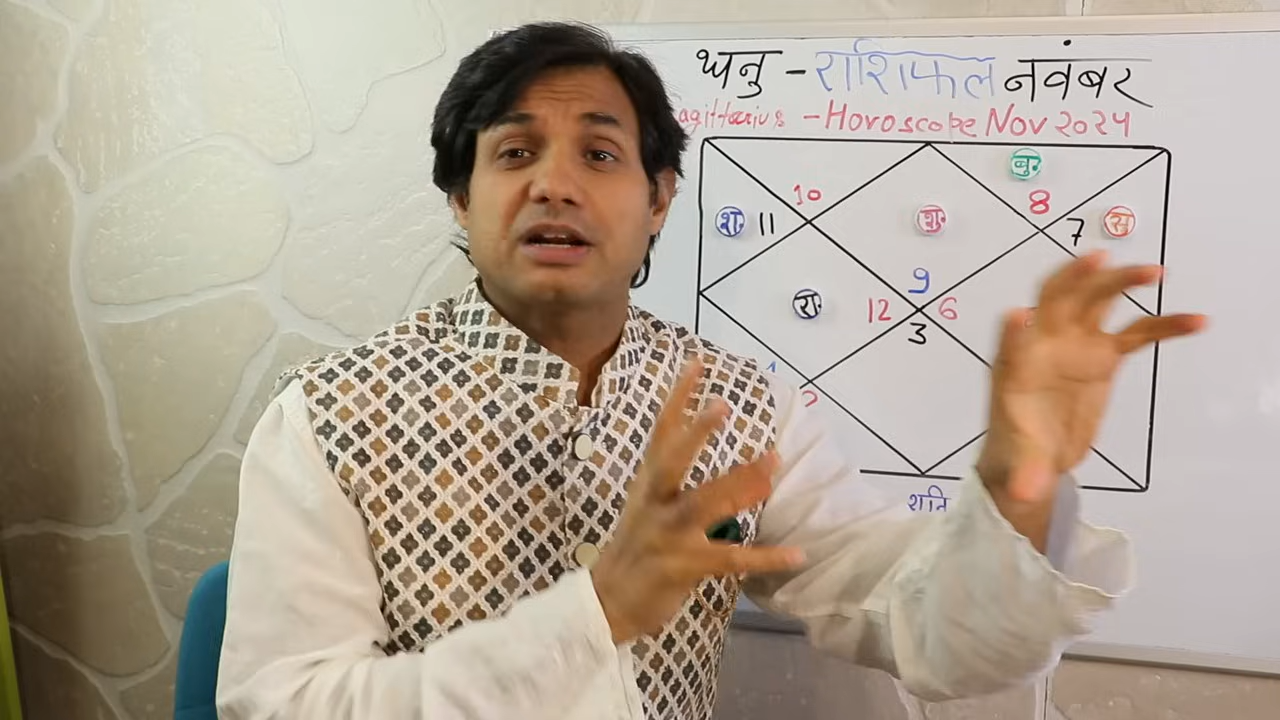 धनु - राशिफल नवंबर
agittarius - Horoscope Nov 2024
बु.
10
8
श.
11
शु.
7
स
9
रा.
12
6
3
शनि